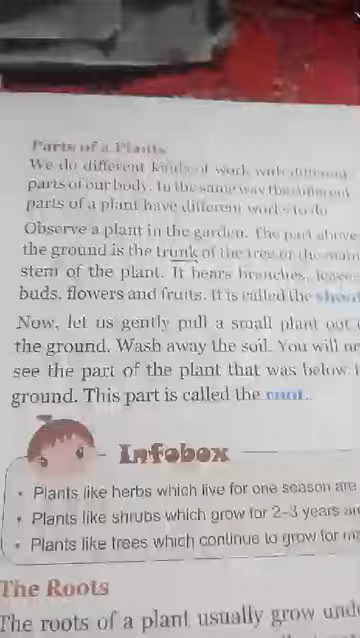 Parts of a Plants
We do different kinds of work with different
parts of our body. In the same way the different
parts of a plant have different works to do
Observe a plant in the garden. The part above
the ground is the trunk of the tree or the main
stem of the plant. It bears branches, leaves
buds, flowers and fruits. It is called the shoot
Now, let us gently pull a small plant out
the ground. Wash away the soil. You will
see the part of the plant that was below
ground. This part is called the root.
Infobox
• Plants like herbs which live for one season are
• Plants like shrubs which grow for 2–3 years
• Plants like trees which continue to grow for
The Roots
The roots of a plant usually grow